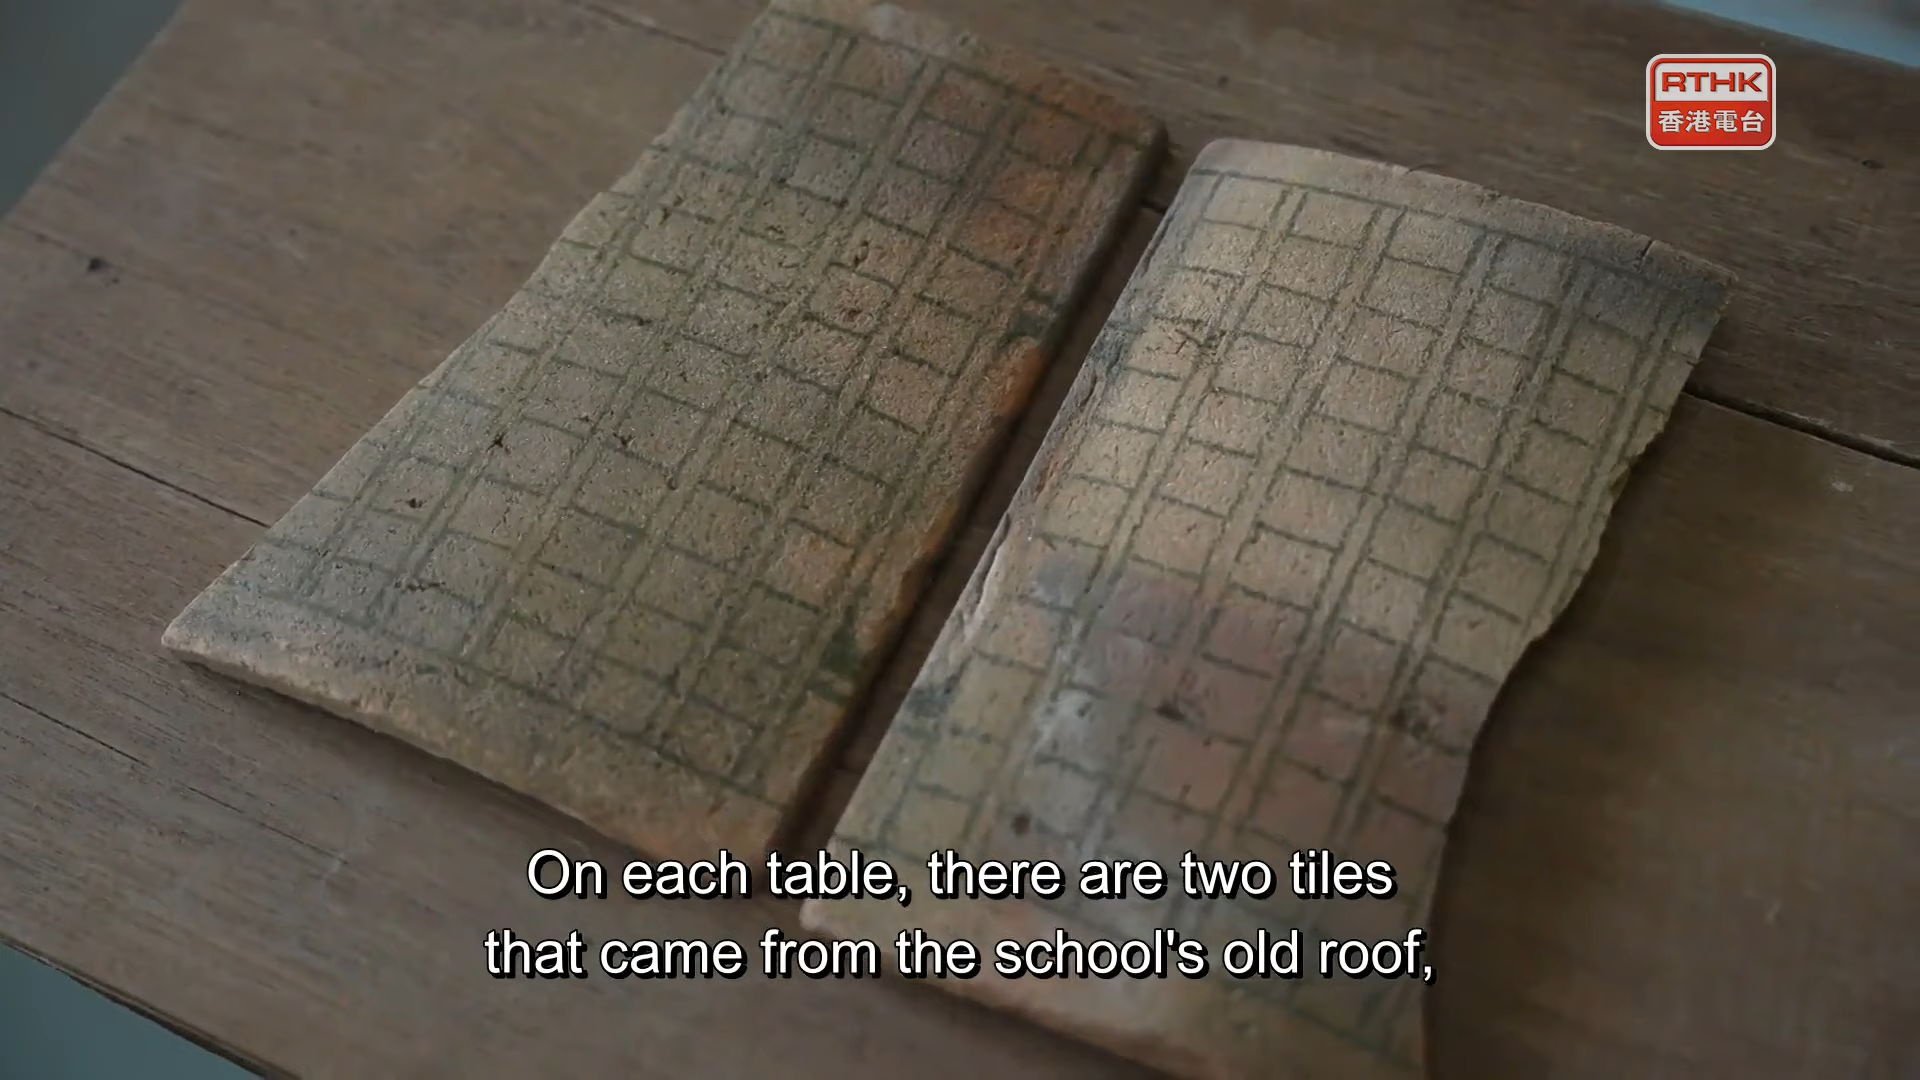 RTHK
香港電台
On each table, there are two tiles
that came from the school's old roof,